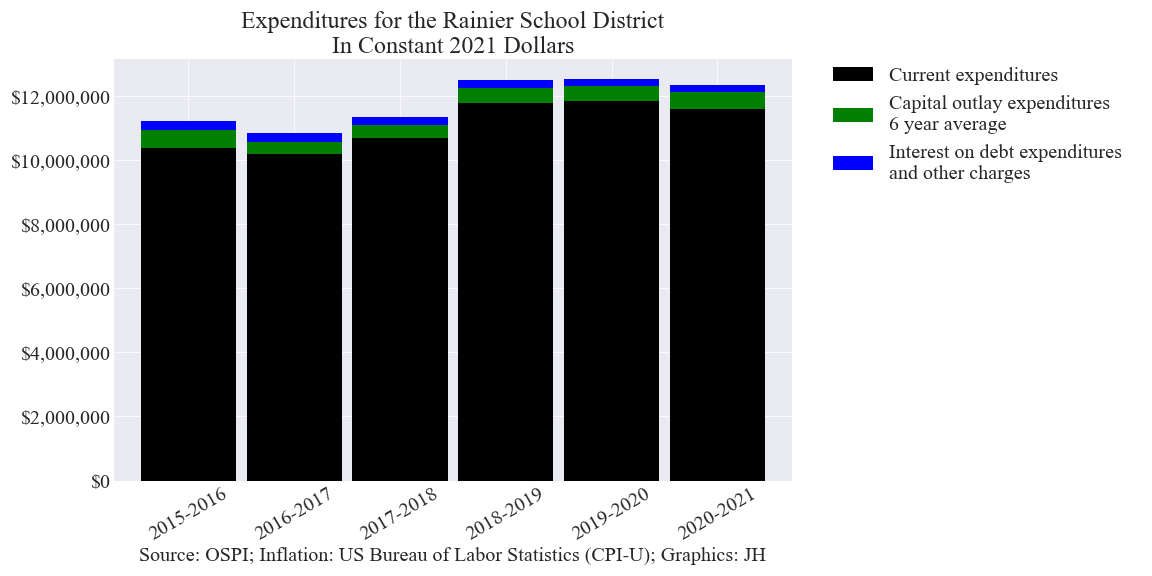 Expenditures for the Rainier School District
In Constant 2021 Dollars
$12,000,000
$10,000,000
$8,000,000
$6,000,000
$4,000,000
$2,000,000
$0
2015-2016
2016-2017
2017-2018
2018-2019
2019-2020
2020-2021
Source: OSPI; Inflation: US Bureau of Labor Statistics (CPI-U); Graphics: JH
Current expenditures
Capital outlay expenditures
6 year average
Interest on debt expenditures
and other charges